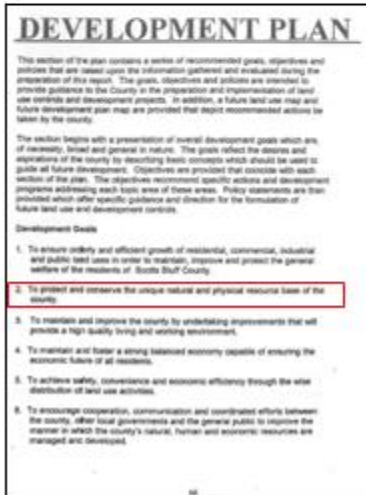 DEVELOPMENT PLAN
This section of the plan contains a series of recommended goals, objectives and
policies that are based upon the information gathered and evaluated during the
preparation of this report. The goals, objectives and policies are intended to
provide guidance to the County in the preparation and implementation of land
use controls and development projects. In addition, a future land use map and
future development plan map are provided that depict recommended actions to be
taken by the county.
The section begins with a presentation of overall development goals which are,
of necessity, broad and general in nature. The goals reflect the desires and
aspirations of the county by describing basic concepts which should be used to
guide all future development. Objectives are provided that coincide with each
section of the plan. The objectives recommend specific actions and development
programs addressing each topic area of these areas. Policy statements are then
provided which offer specific guidance and direction for the formulation of
future land use and development controls.
Development Goals
1. To ensure orderly and efficient growth of residential, commercial, industrial
and public land uses in order to maintain, improve and protect the general
welfare of the residents of Scotts Bluff County.
2. To protect and conserve the unique natural and physical resource base of the
county.
3. To maintain and improve the county by undertaking improvements that will
provide a high quality living and working environment.
4. To maintain and foster a strong balanced economy capable of ensuring the
economic future of all residents.
5. To achieve safety, convenience and economic efficiency through the wise
distribution of land use activities.
6. To encourage cooperation, communication and coordinated efforts between
the county, other local governments and the general public to improve the
manner in which the county's natural, human and economic resources are
managed and developed.